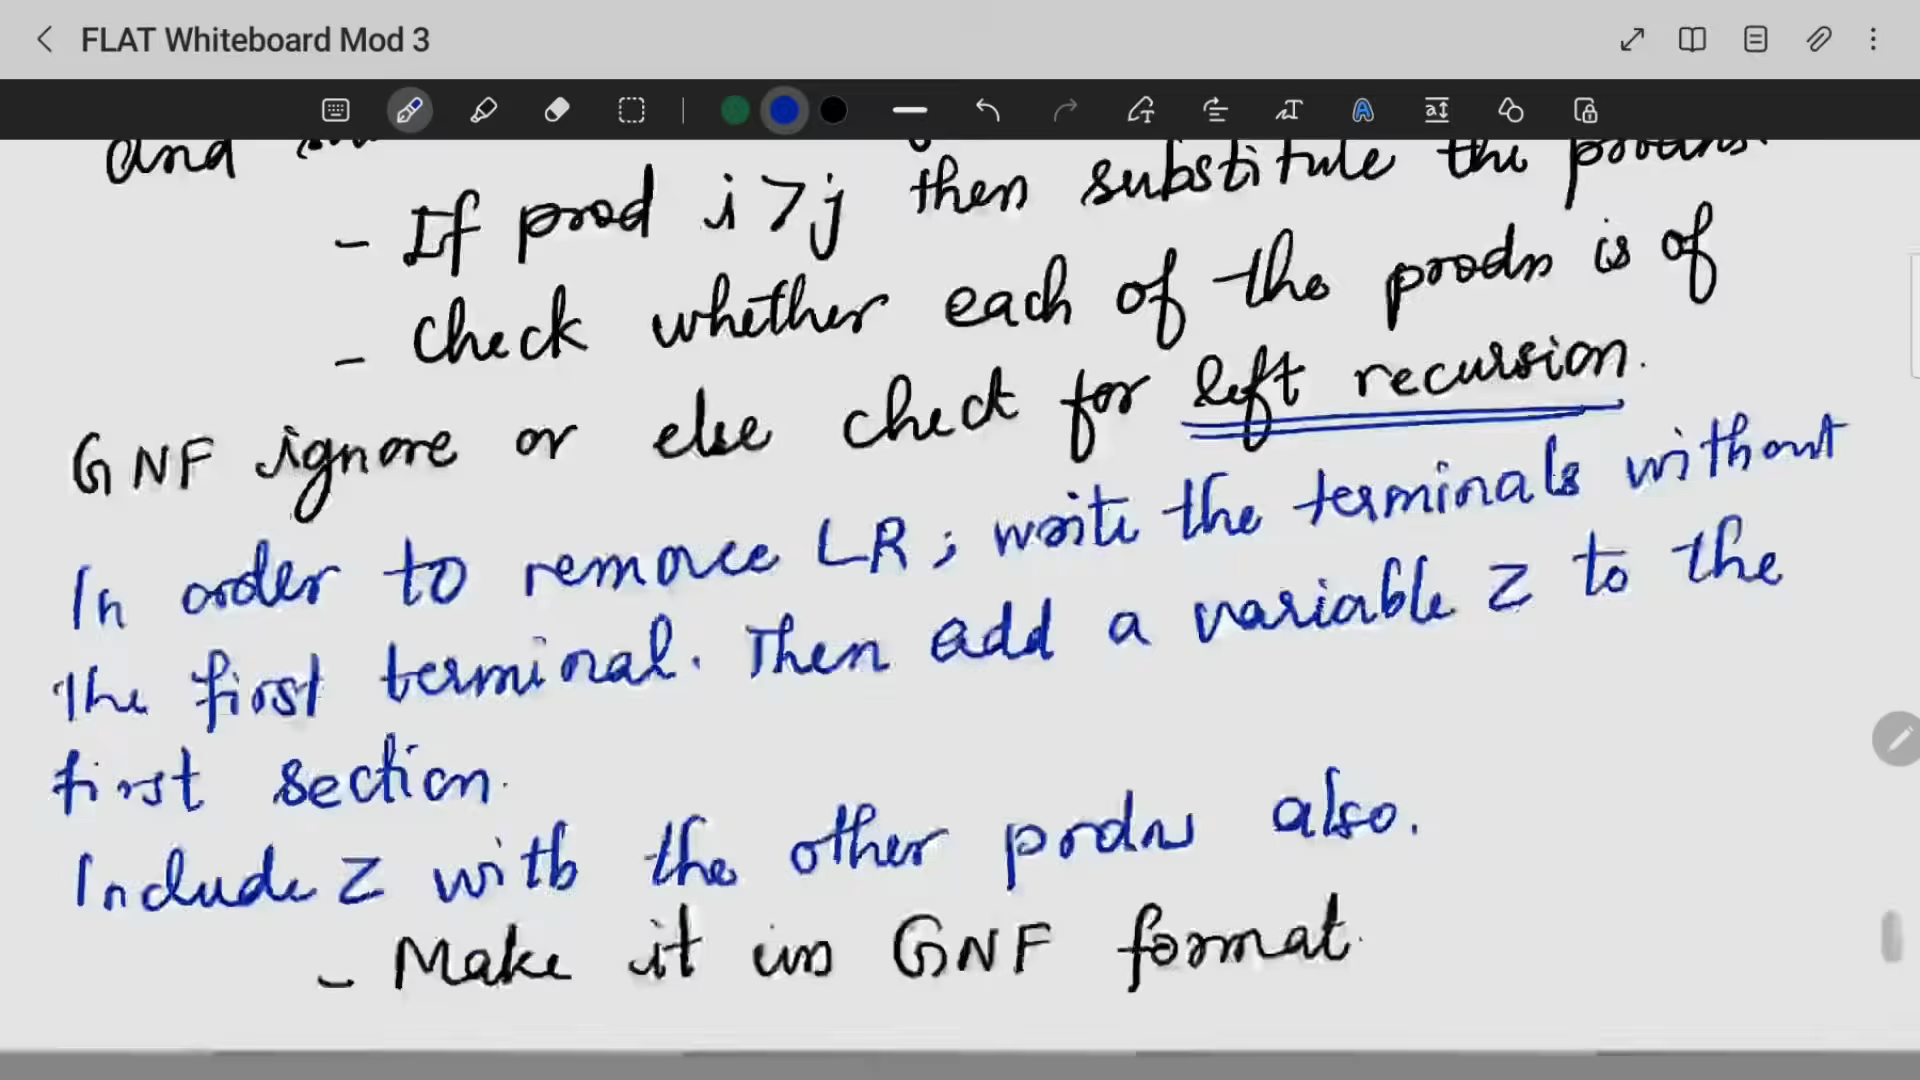 FLAT Whiteboard Mod 3
and
- If prod i > j then substitute the prodns.
- Check whether each of the prodn is of
GNF ignore or else check for left recursion.
In order to remove LR; write the terminals without
the first terminal. Then add a variable Z to the
first section.
Include Z with the other prodns also.
- Make it in GNF format.